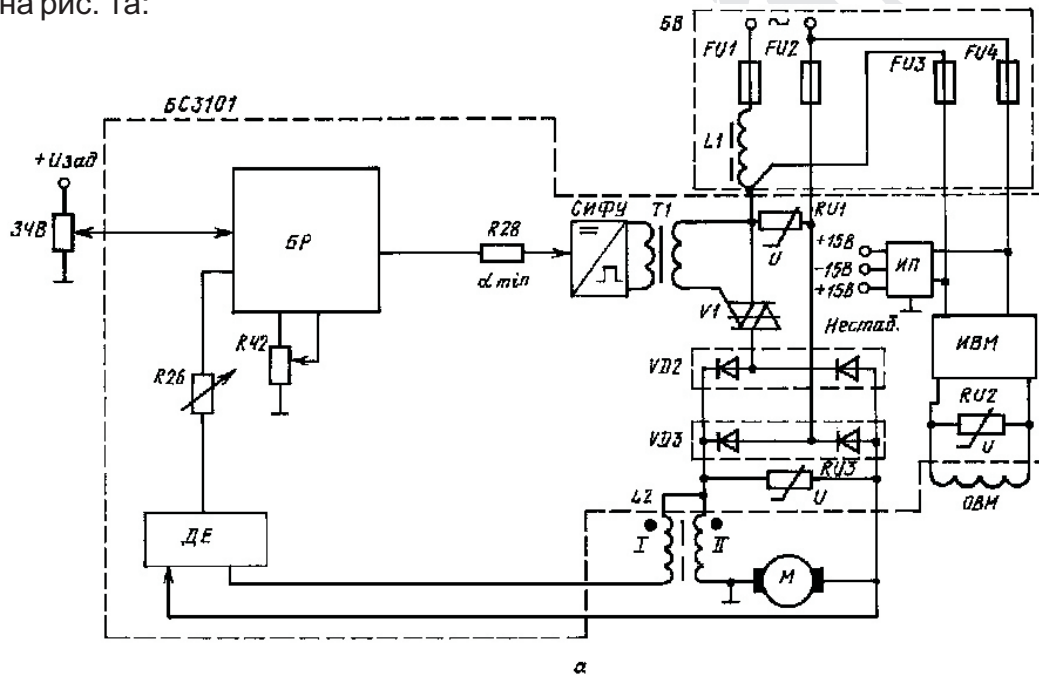 на рис. 1а:
БВ
~
FU1
FU2
FU3
FU4
БС3101
L1
+Uзад
ЗЧВ
БР
R28
α min
СИФУ
T1
RU1
U
+15В
-15В
+15В
ИП
Нестаб.
V1
ИВМ
R42
R26
VD2
RU2
U
VD3
RU3
U
ОВМ
L2
I
II
ДЕ
М
а